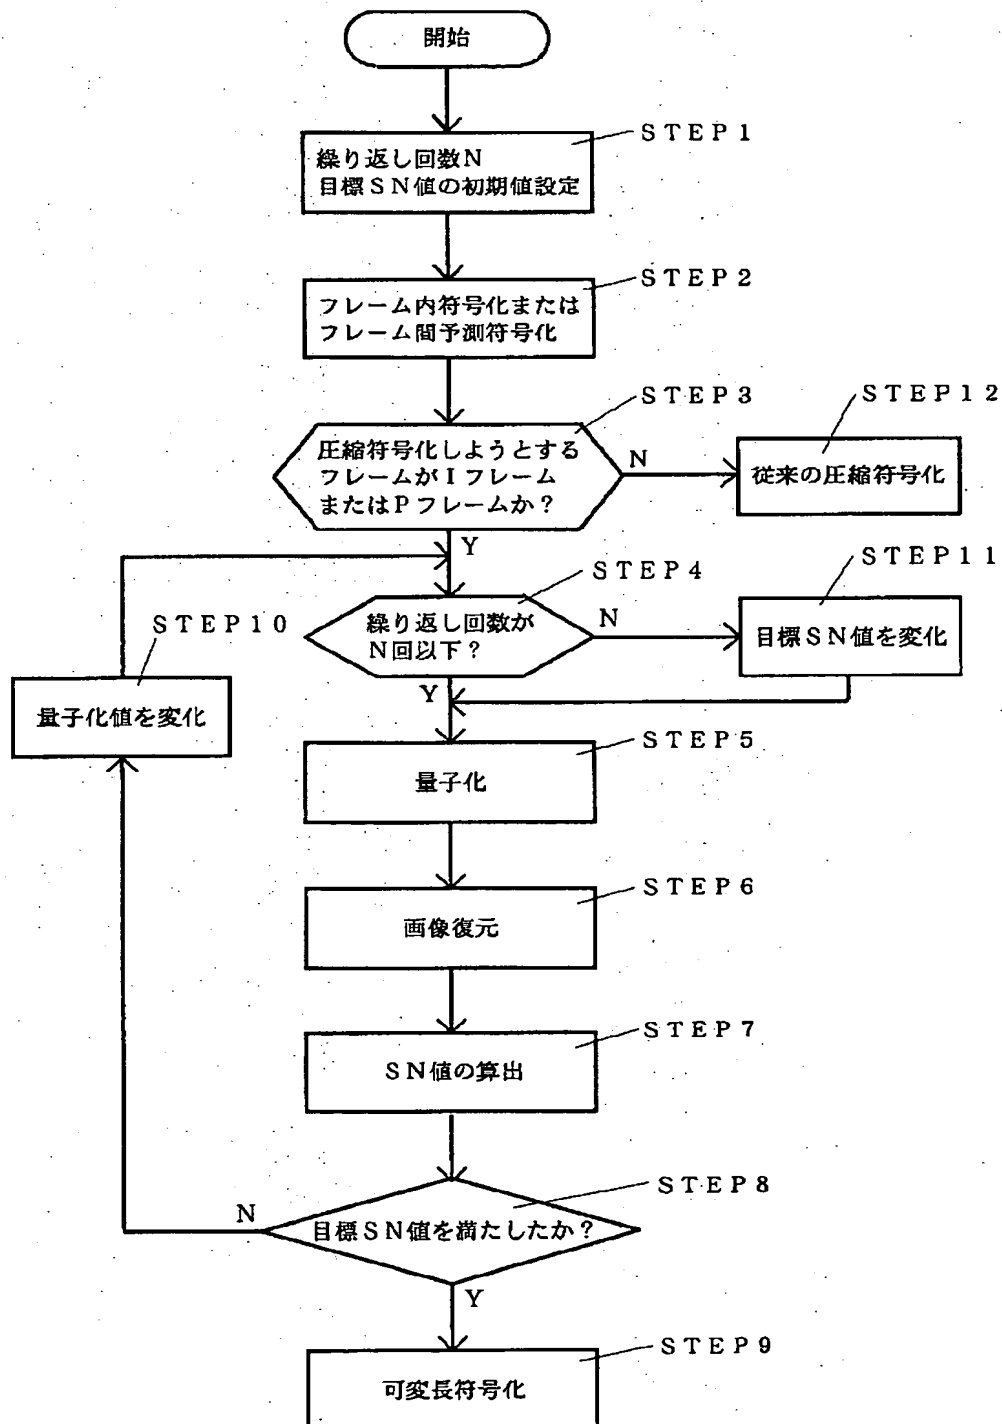 開始
STEP1
繰り返し回数N
目標SN値の初期値設定
STEP2
フレーム内符号化または
フレーム間予測符号化
STEP3
圧縮符号化しようとする
フレームがIフレーム
またはPフレームか?
N
STEP12
従来の圧縮符号化
Y
STEP4
繰り返し回数が
N回以下?
N
STEP11
目標SN値を変化
Y
STEP10
量子化値を変化
STEP5
量子化
STEP6
画像復元
STEP7
SN値の算出
STEP8
目標SN値を満たしたか?
N
Y
STEP9
可変長符号化